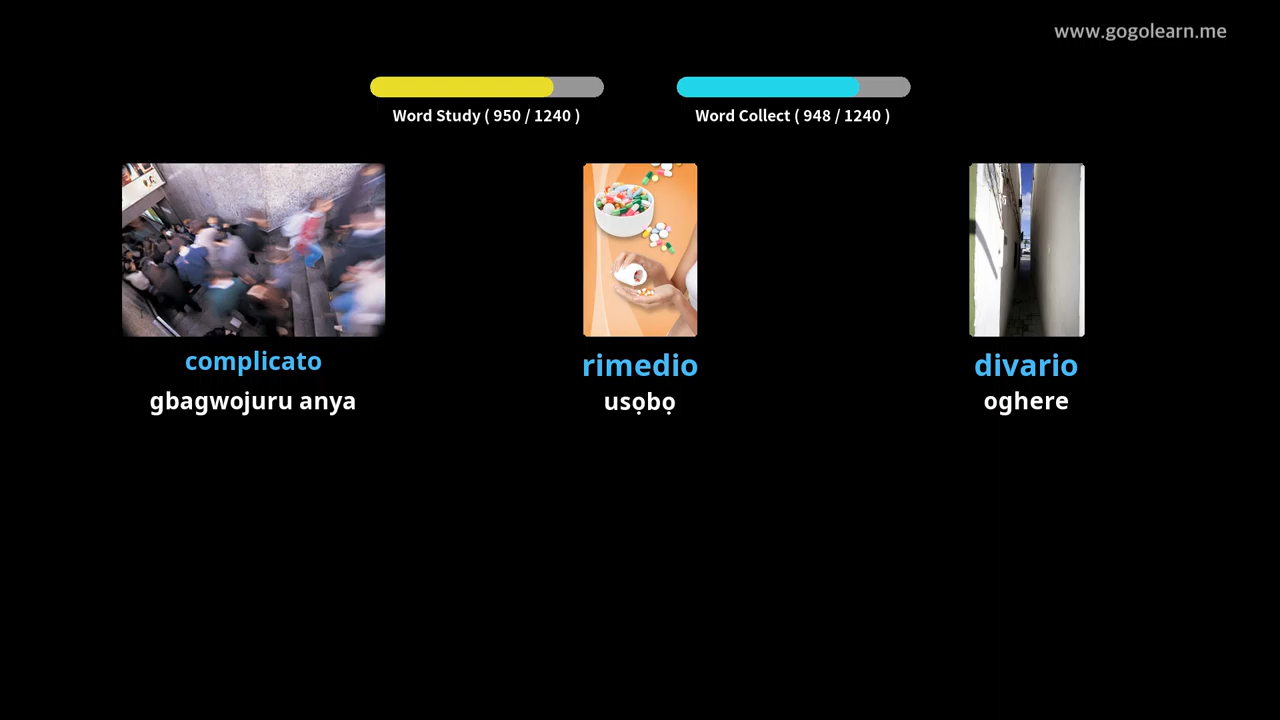 www.gogolearn.me
Word Study ( 950 / 1240 )
Word Collect ( 948 / 1240 )
complicato
gbagwojuru anya
rimedio
usọbọ
divario
oghere